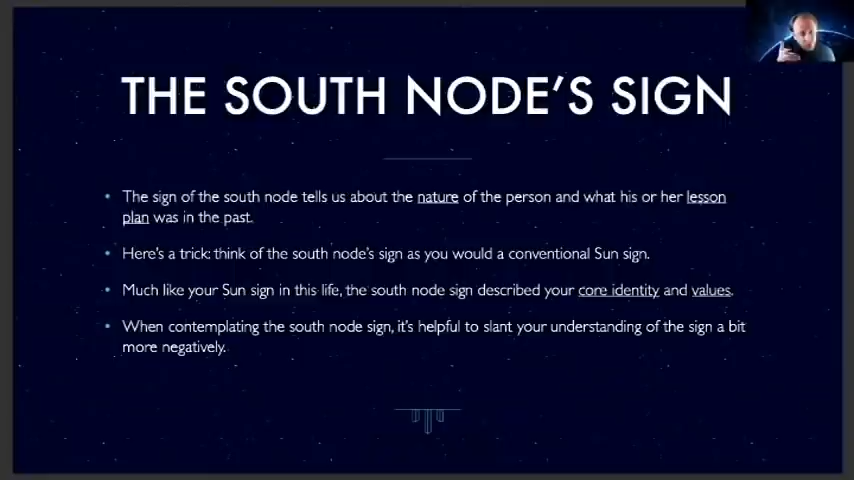 THE SOUTH NODE'S SIGN
• The sign of the south node tells us about the nature of the person and what his or her lesson
plan was in the past.
• Here's a trick: think of the south node's sign as you would a conventional Sun sign.
• Much like your Sun sign in this life, the south node sign described your core identity and values.
• When contemplating the south node sign, it's helpful to slant your understanding of the sign a bit
more negatively.